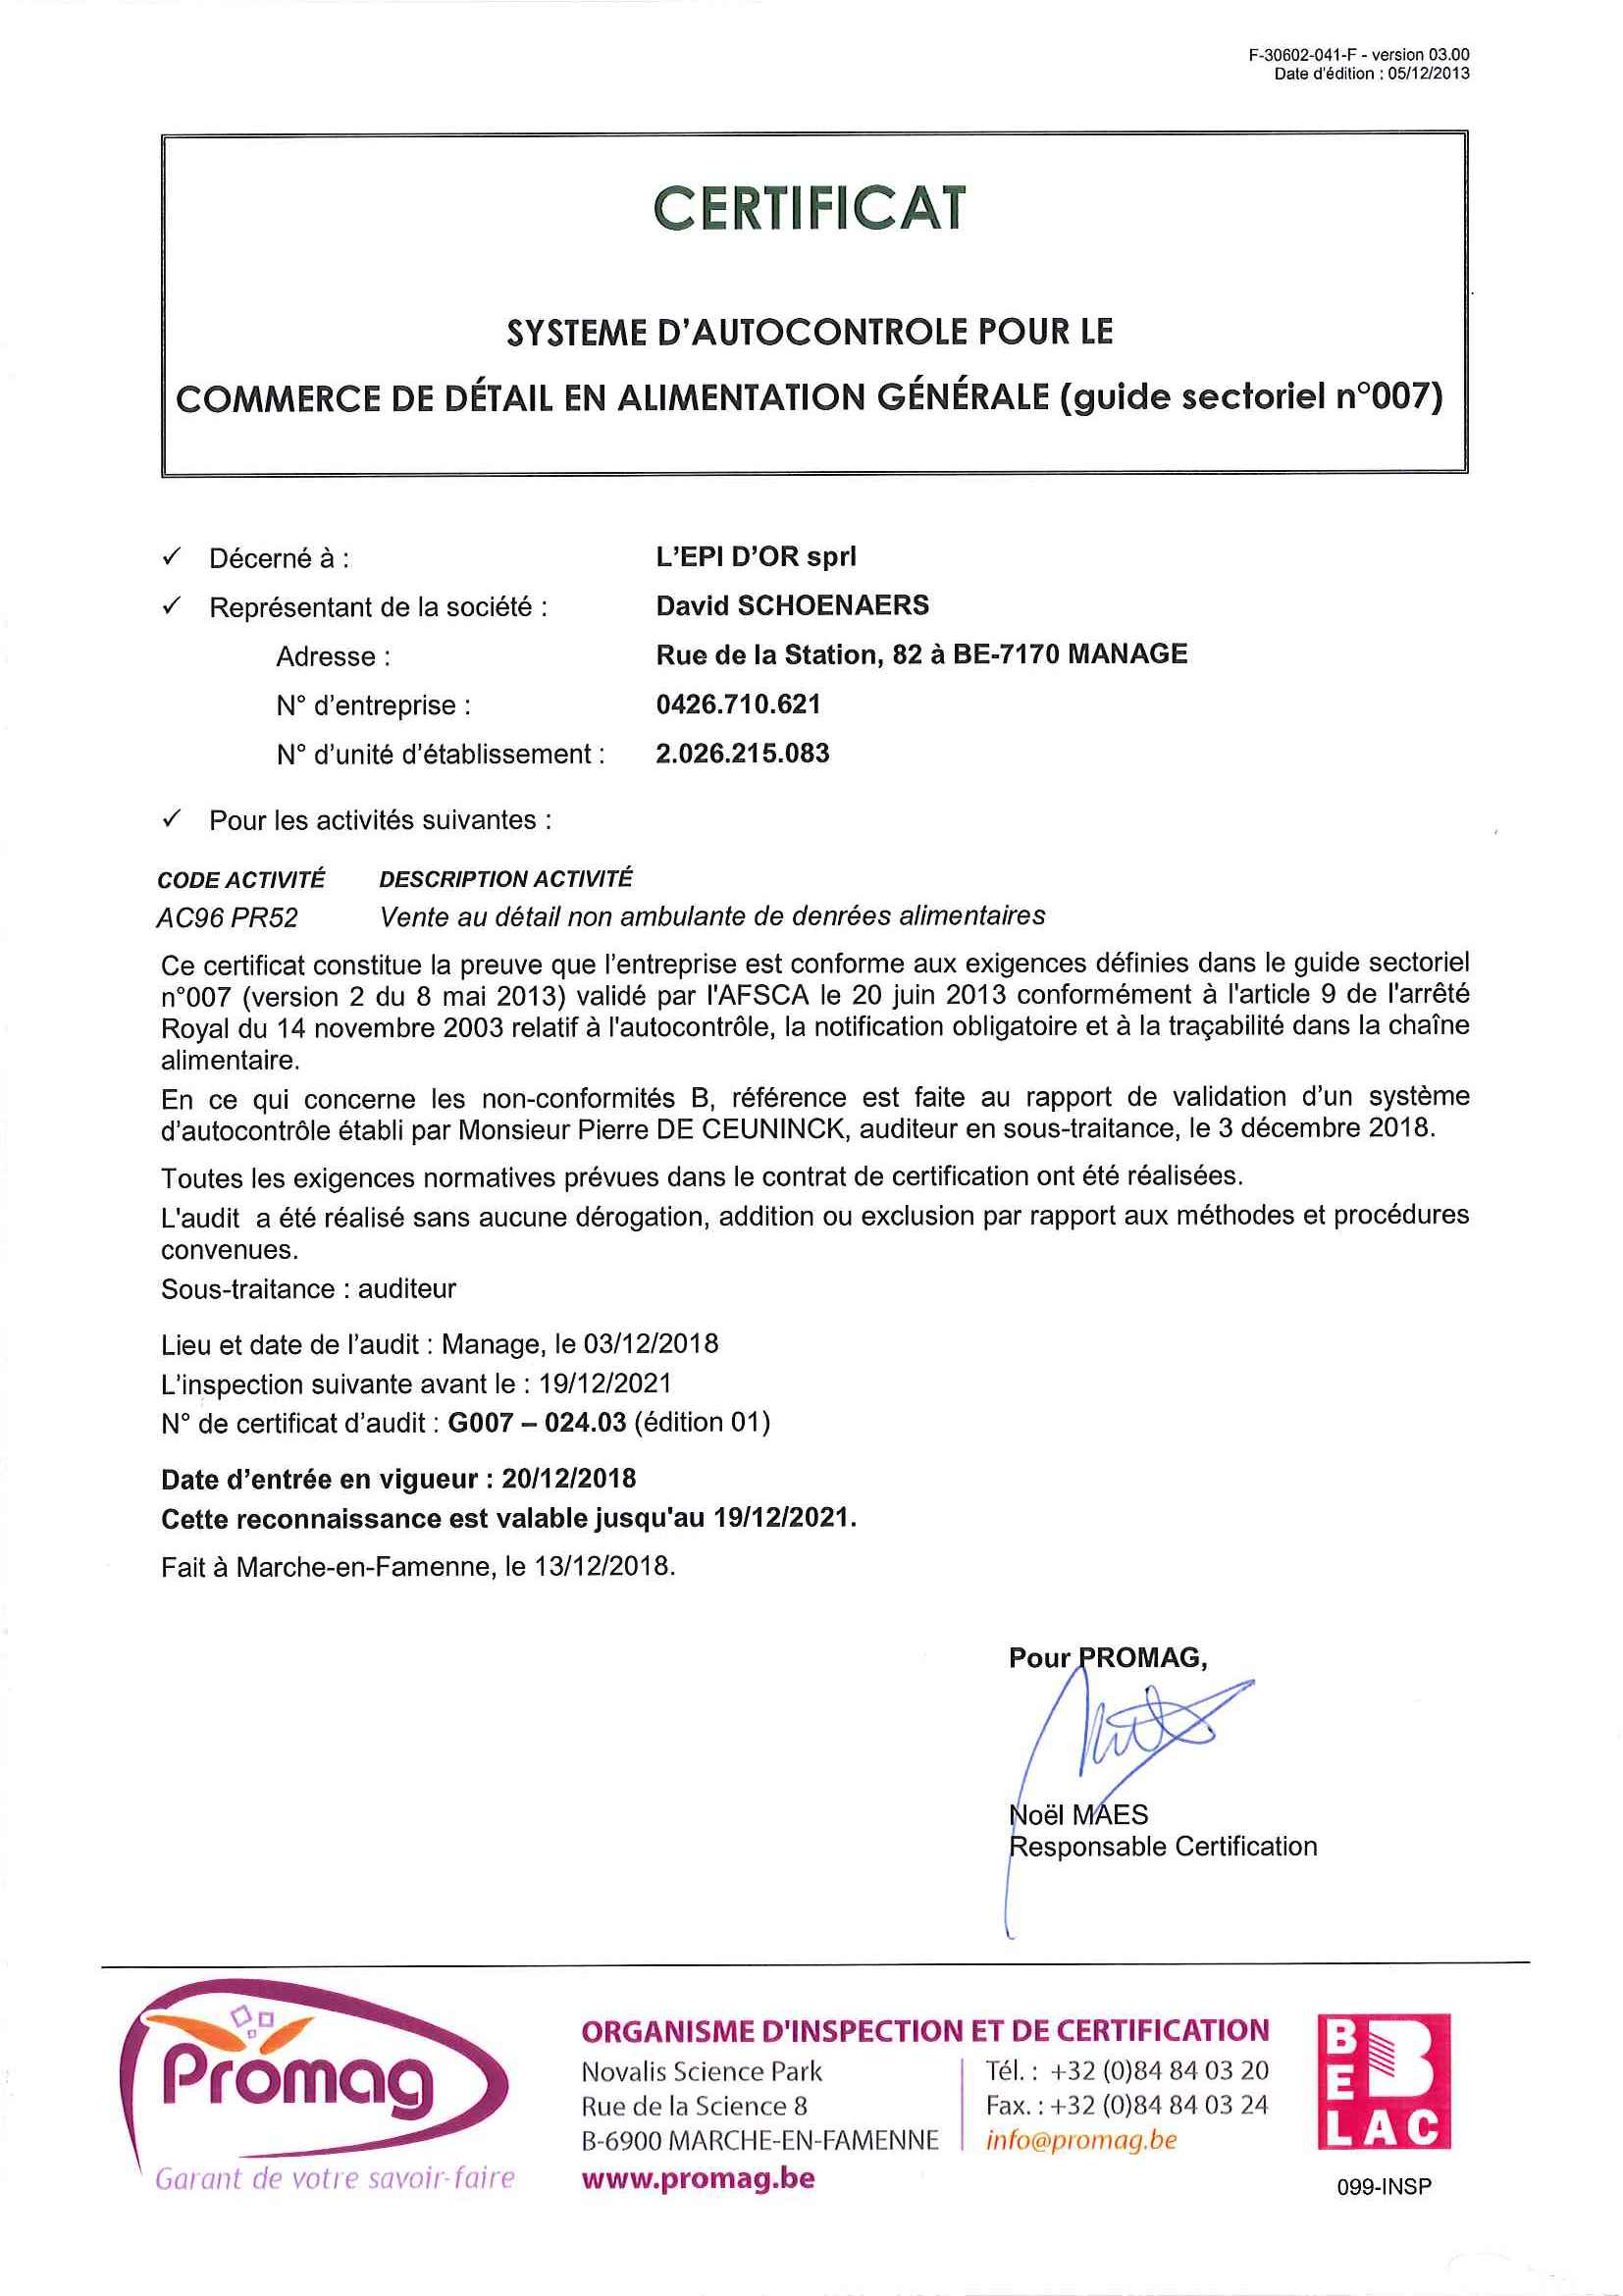 F-30602-041-F - version 03.00
Date d'édition : 05/12/2013
CERTIFICAT
SYSTEME D'AUTOCONTROLE POUR LE
COMMERCE DE DÉTAIL EN ALIMENTATION GÉNÉRALE (guide sectoriel n°007)
✓ Décerné à : L'EPI D'OR sprl
✓ Représentant de la société : David SCHOENAERS
Adresse : Rue de la Station, 82 à BE-7170 MANAGE
N° d'entreprise : 0426.710.621
N° d'unité d'établissement : 2.026.215.083
✓ Pour les activités suivantes :
CODE ACTIVITÉ DESCRIPTION ACTIVITÉ
AC96 PR52 Vente au détail non ambulante de denrées alimentaires
Ce certificat constitue la preuve que l'entreprise est conforme aux exigences définies dans le guide sectoriel
n°007 (version 2 du 8 mai 2013) validé par l'AFSCA le 20 juin 2013 conformément à l'article 9 de l'arrêté
Royal du 14 novembre 2003 relatif à l'autocontrôle, la notification obligatoire et à la traçabilité dans la chaîne
alimentaire.
En ce qui concerne les non-conformités B, référence est faite au rapport de validation d'un système
d'autocontrôle établi par Monsieur Pierre DE CEUNINCK, auditeur en sous-traitance, le 3 décembre 2018.
Toutes les exigences normatives prévues dans le contrat de certification ont été réalisées.
L'audit a été réalisé sans aucune dérogation, addition ou exclusion par rapport aux méthodes et procédures
convenues.
Sous-traitance : auditeur
Lieu et date de l'audit : Manage, le 03/12/2018
L'inspection suivante avant le : 19/12/2021
N° de certificat d'audit : G007 – 024.03 (édition 01)
Date d'entrée en vigueur : 20/12/2018
Cette reconnaissance est valable jusqu'au 19/12/2021.
Fait à Marche-en-Famenne, le 13/12/2018.
Pour PROMAG,
Noël MAES
Responsable Certification
Promag
Garant de votre savoir-faire
ORGANISME D'INSPECTION ET DE CERTIFICATION
Novalis Science Park
Rue de la Science 8
B-6900 MARCHE-EN-FAMENNE
www.promag.be
Tél. : +32 (0)84 84 03 20
Fax. : +32 (0)84 84 03 24
info@promag.be
BELAC
099-INSP